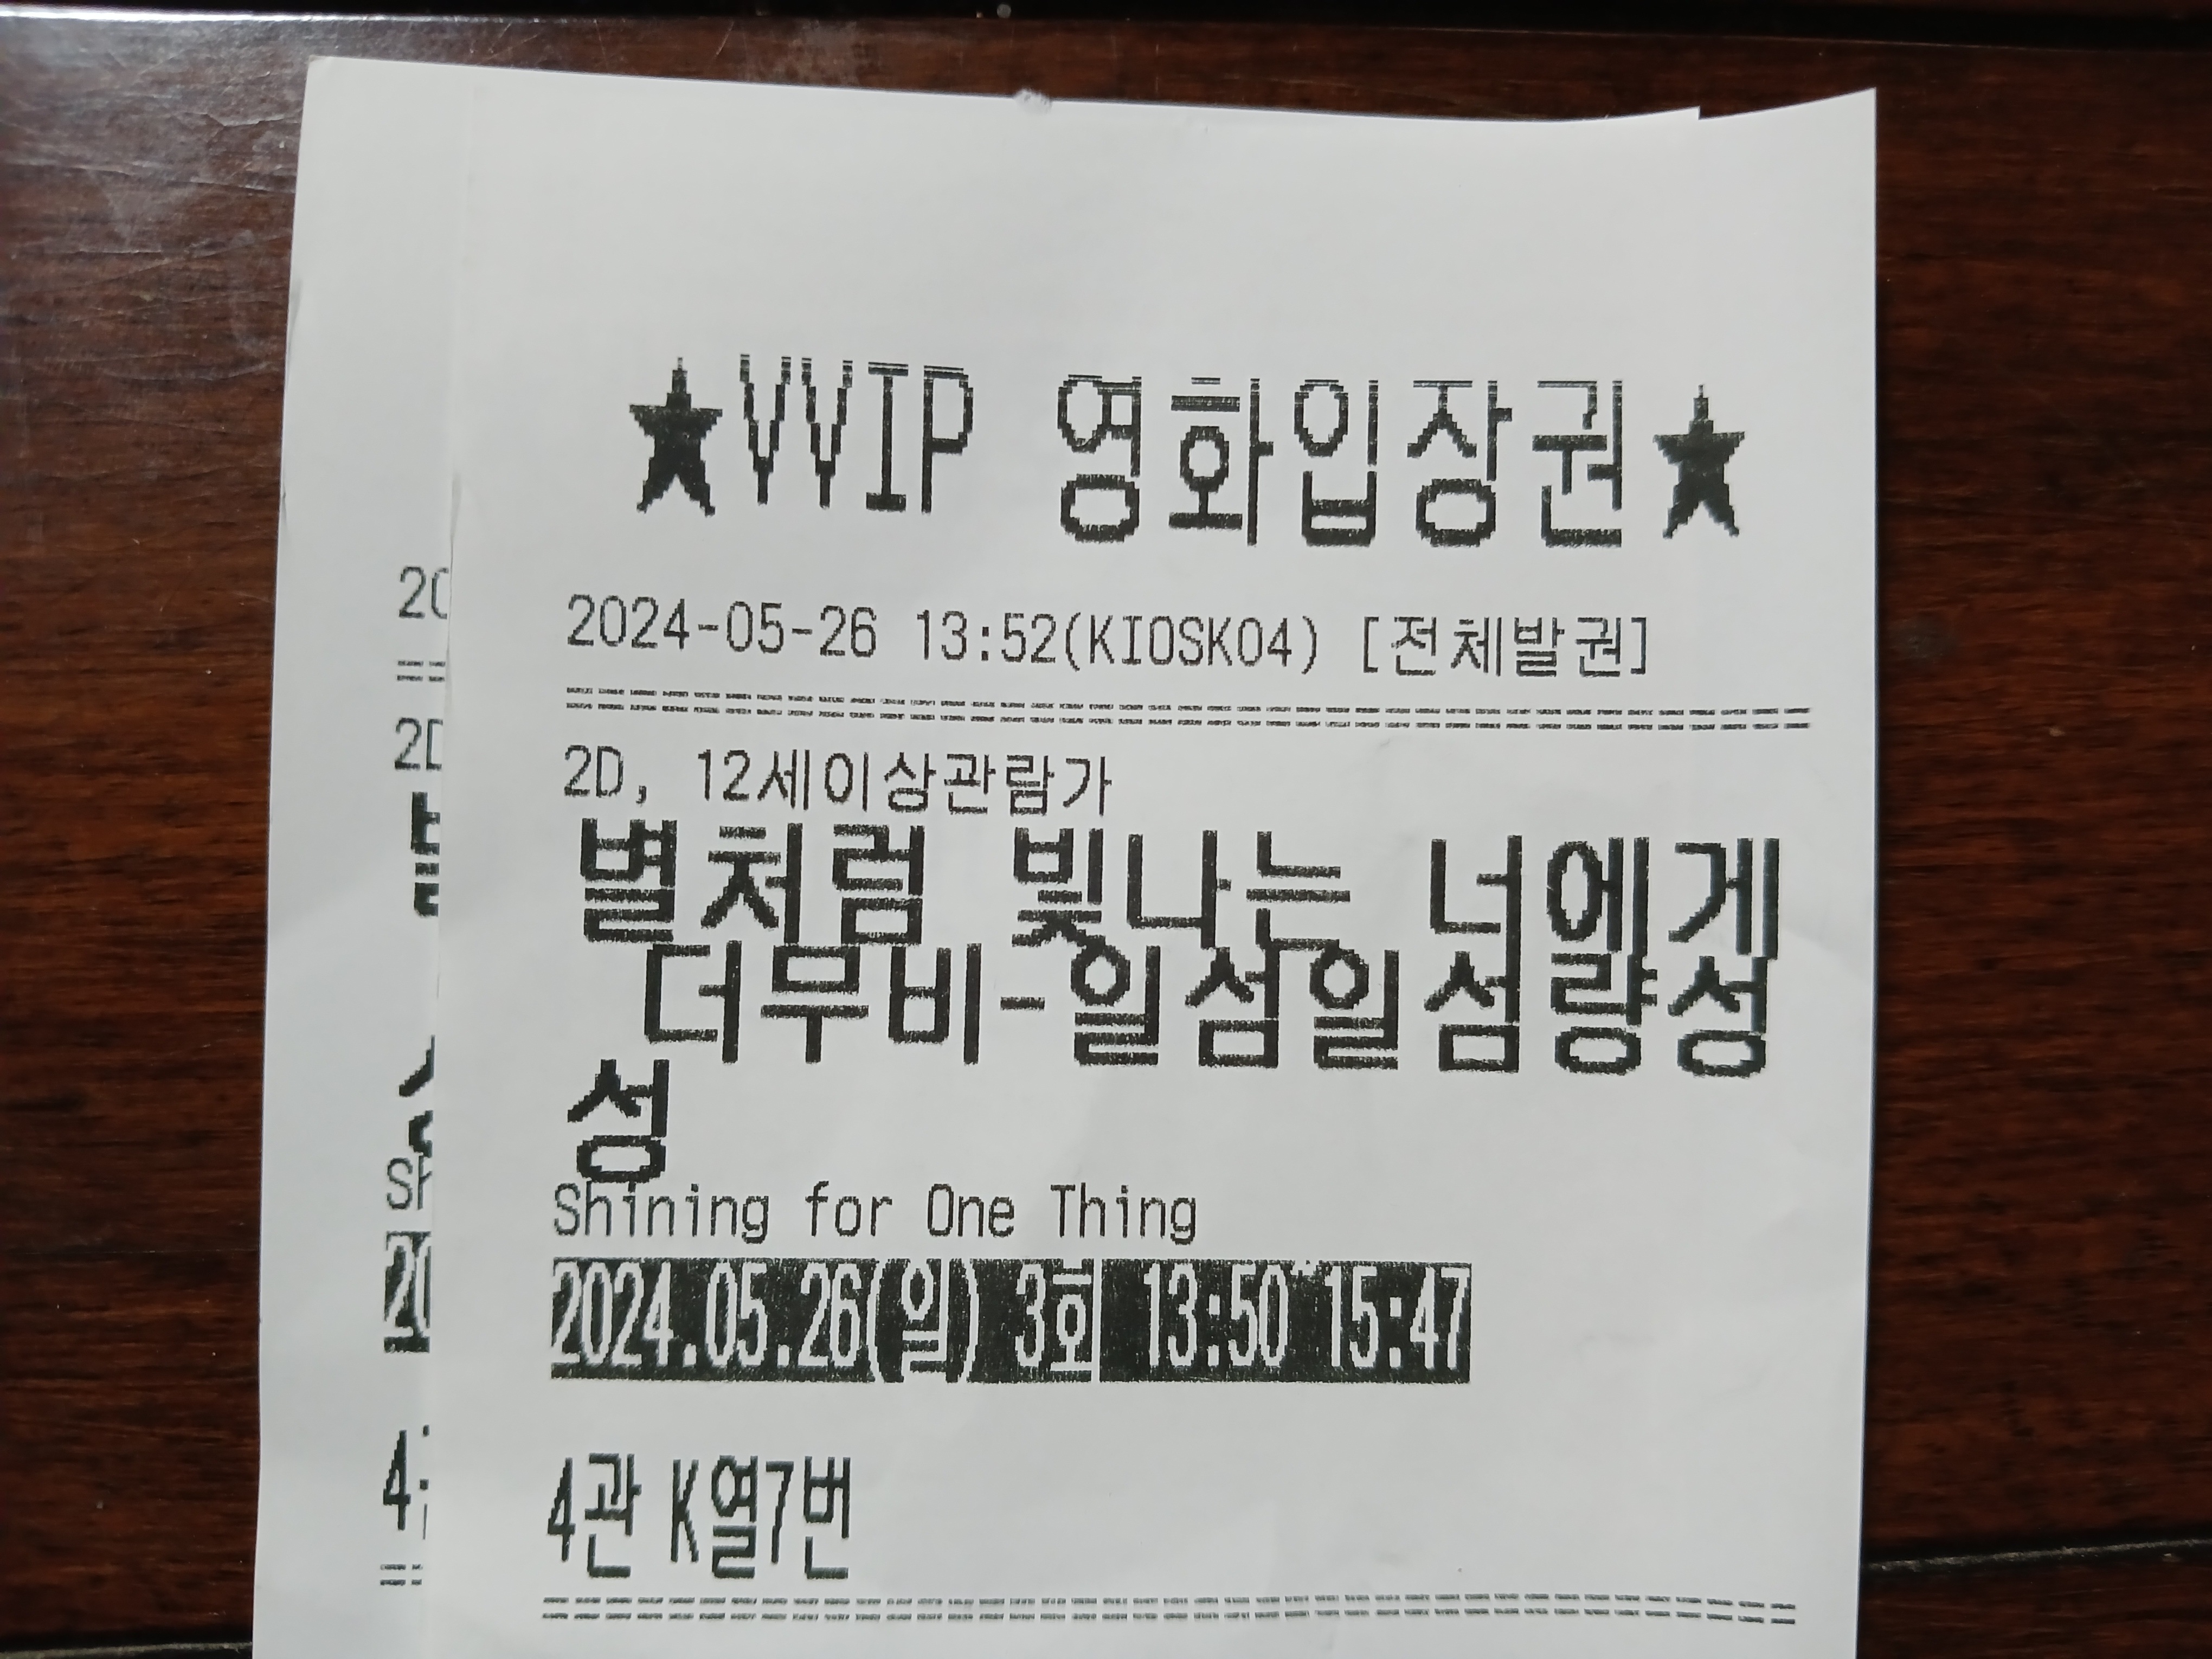 ★VVIP 영화입장권★
2024-05-26 13:52(KIOSK04) [전체발권]
2D, 12세이상관람가
별처럼 빛나는 너에게
더무비-일섬일섬량성
성
Shining for One Thing
2024.05.26(일) 3회 13:50~15:47
4관 K열7번